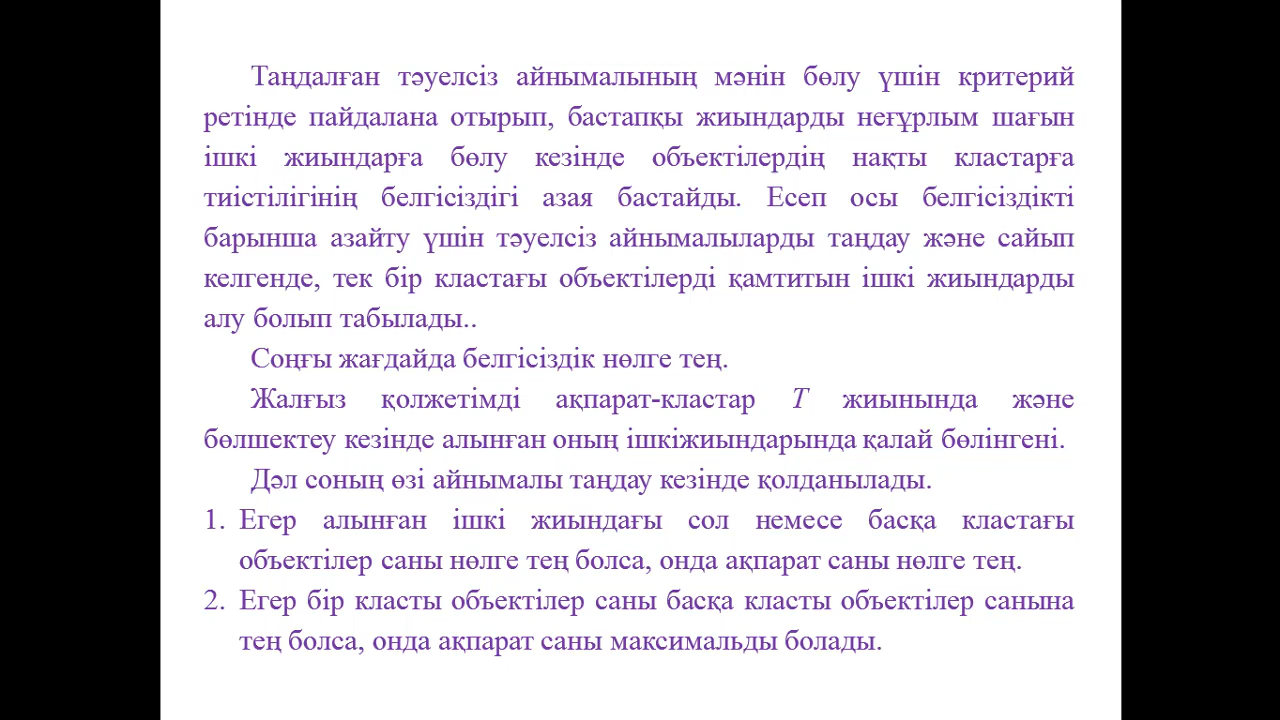 Таңдалған тәуелсіз айнымалының мәнін бөлу үшін критерий
ретінде пайдалана отырып, бастапқы жиындарды неғұрлым шағын
ішкі жиындарға бөлу кезінде объектілердің нақты кластарға
тиістілігінің белгісіздігі азая бастайды. Есеп осы белгісіздікті
барынша азайту үшін тәуелсіз айнымалыларды таңдау және сайып
келгенде, тек бір кластағы объектілерді қамтитын ішкі жиындарды
алу болып табылады..
Соңғы жағдайда белгісіздік нөлге тең.
Жалғыз қолжетімді ақпарат-кластар T жиынында және
бөлшектеу кезінде алынған оның ішкіжиындарында қалай бөлінгені.
Дәл соның өзі айнымалы таңдау кезінде қолданылады.
1. Егер алынған ішкі жиындағы сол немесе басқа кластағы
объектілер саны нөлге тең болса, онда ақпарат саны нөлге тең.
2. Егер бір класты объектілер саны басқа класты объектілер санына
тең болса, онда ақпарат саны максимальды болады.